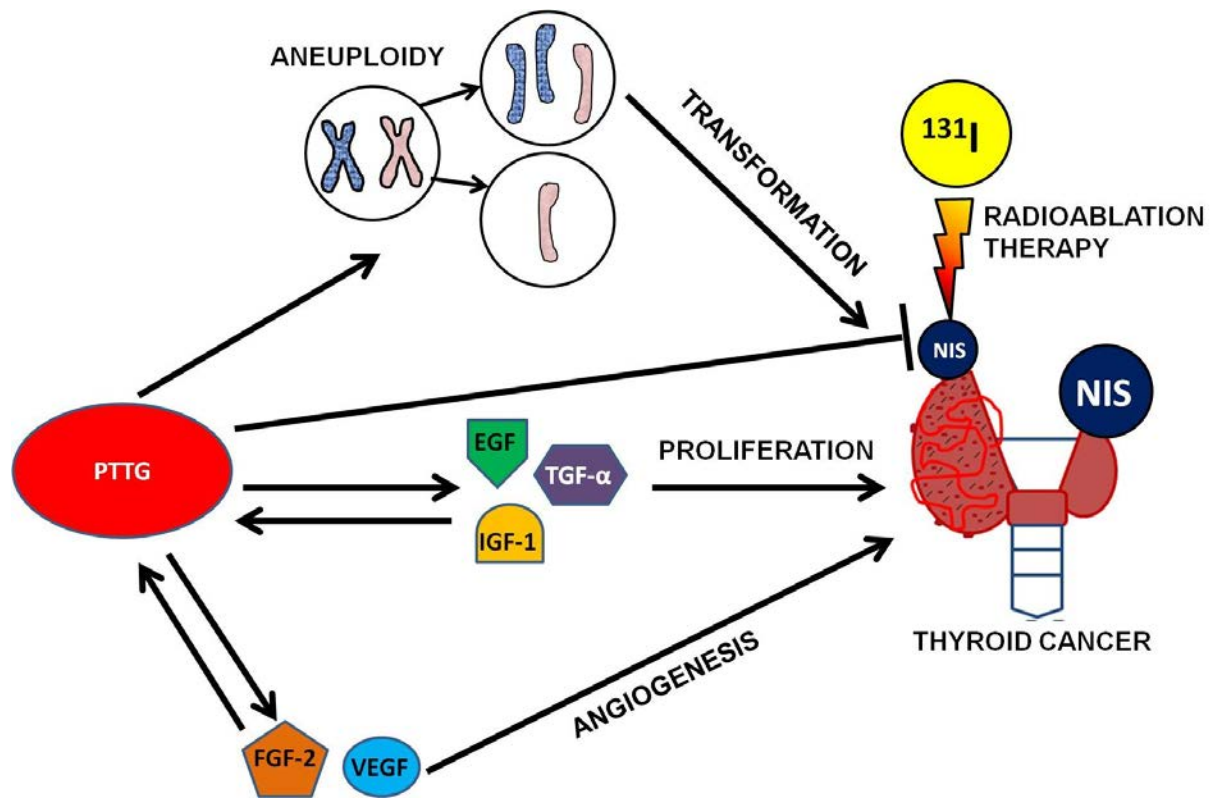 ANEUPLOIDY
TRANSFORMATION
131I
RADIOABLATION
THERAPY
NIS
NIS
PTTG
EGF
TGF-α
IGF-1
PROLIFERATION
THYROID CANCER
ANGIOGENESIS
FGF-2
VEGF